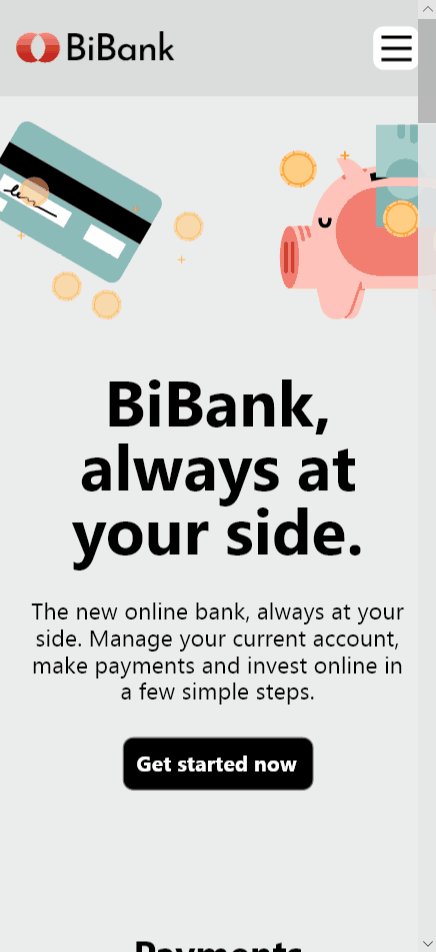 BiBank
BiBank,
always at
your side.
The new online bank, always at your
side. Manage your current account,
make payments and invest online in
a few simple steps.
Get started now
Payments